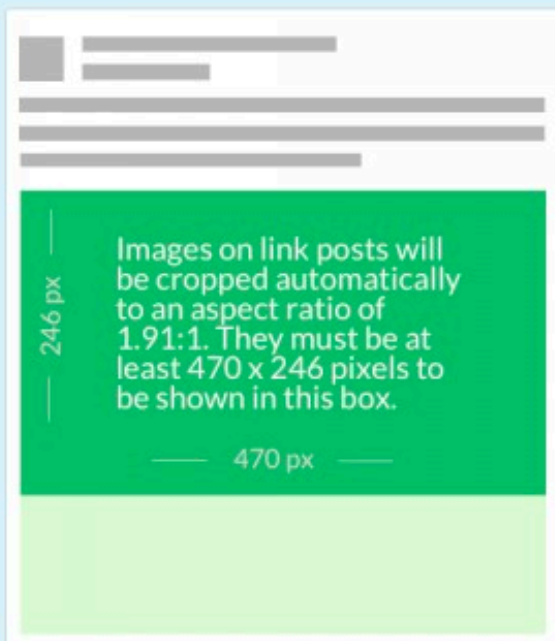 Images on link posts will
be cropped automatically
to an aspect ratio of
1.91:1. They must be at
least 470 x 246 pixels to
be shown in this box.
246 px
470 px